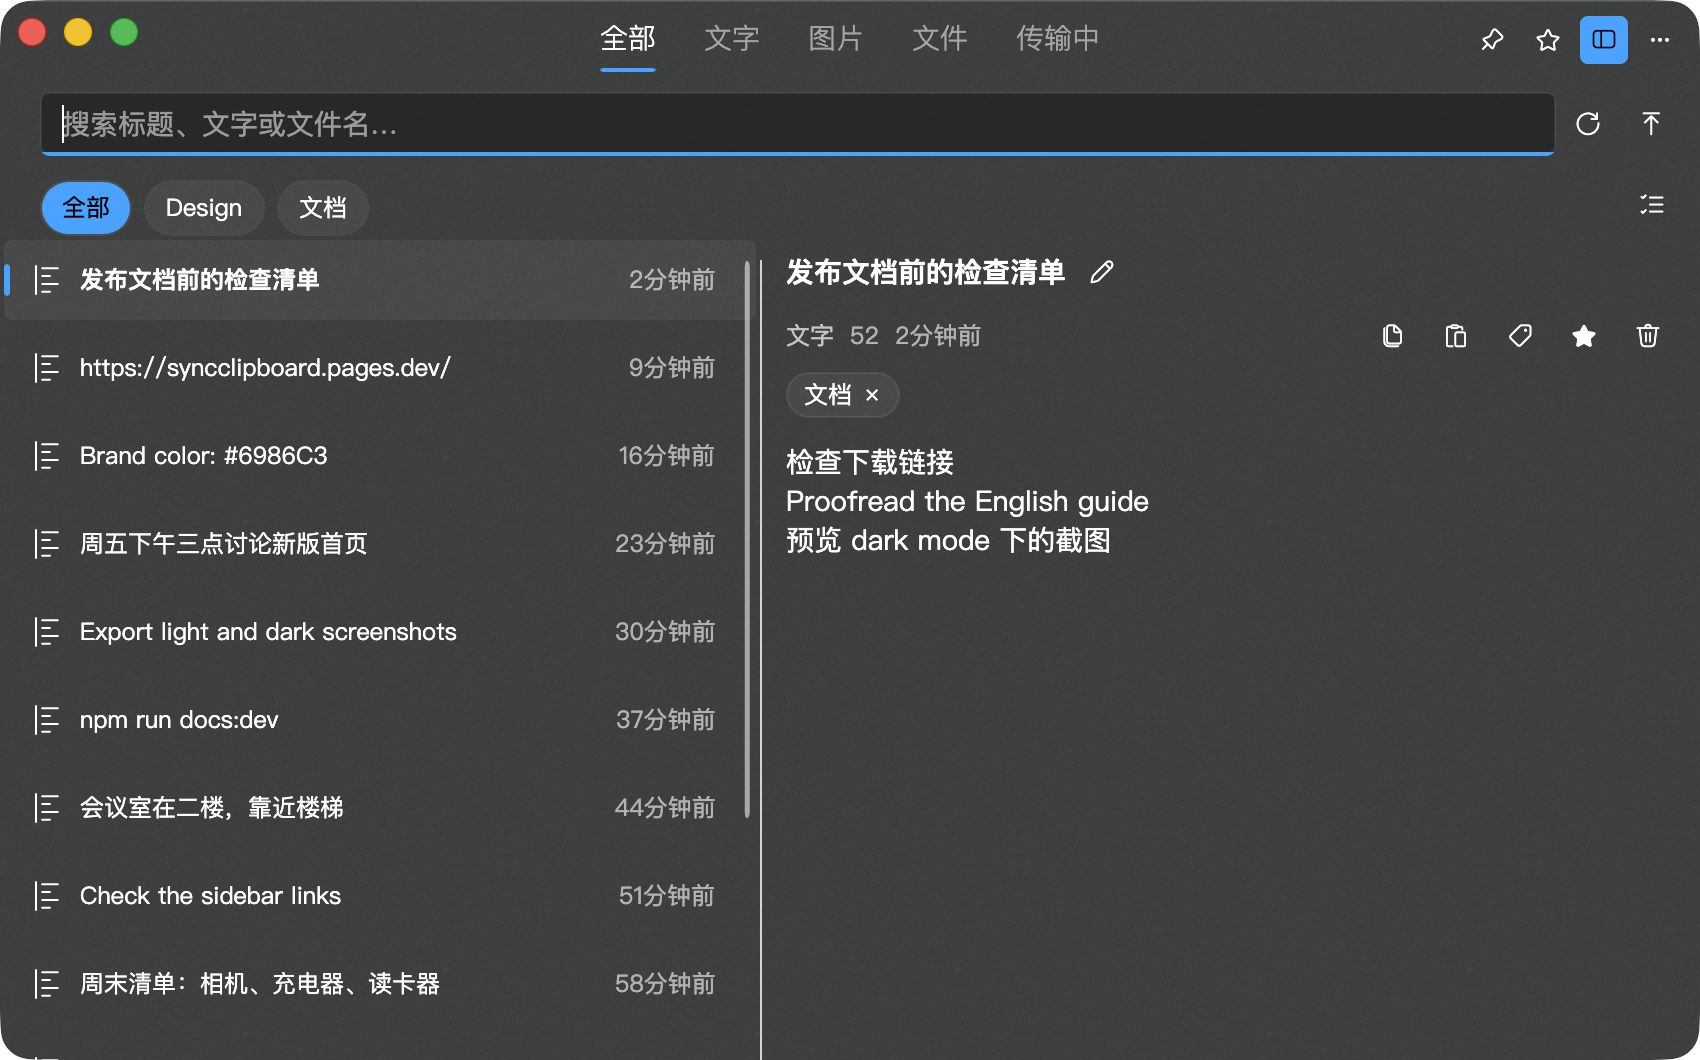 全部 文字 图片 文件 传输中
搜索标题、文字或文件名...
全部 Design 文档
发布文档前的检查清单 2分钟前
https://syncclipboard.pages.dev/ 9分钟前
Brand color: #6986C3 16分钟前
周五下午三点讨论新版首页 23分钟前
Export light and dark screenshots 30分钟前
npm run docs:dev 37分钟前
会议室在二楼，靠近楼梯 44分钟前
Check the sidebar links 51分钟前
周末清单：相机、充电器、读卡器 58分钟前
发布文档前的检查清单
文字 52 2分钟前
文档 ×
检查下载链接
Proofread the English guide
预览 dark mode 下的截图